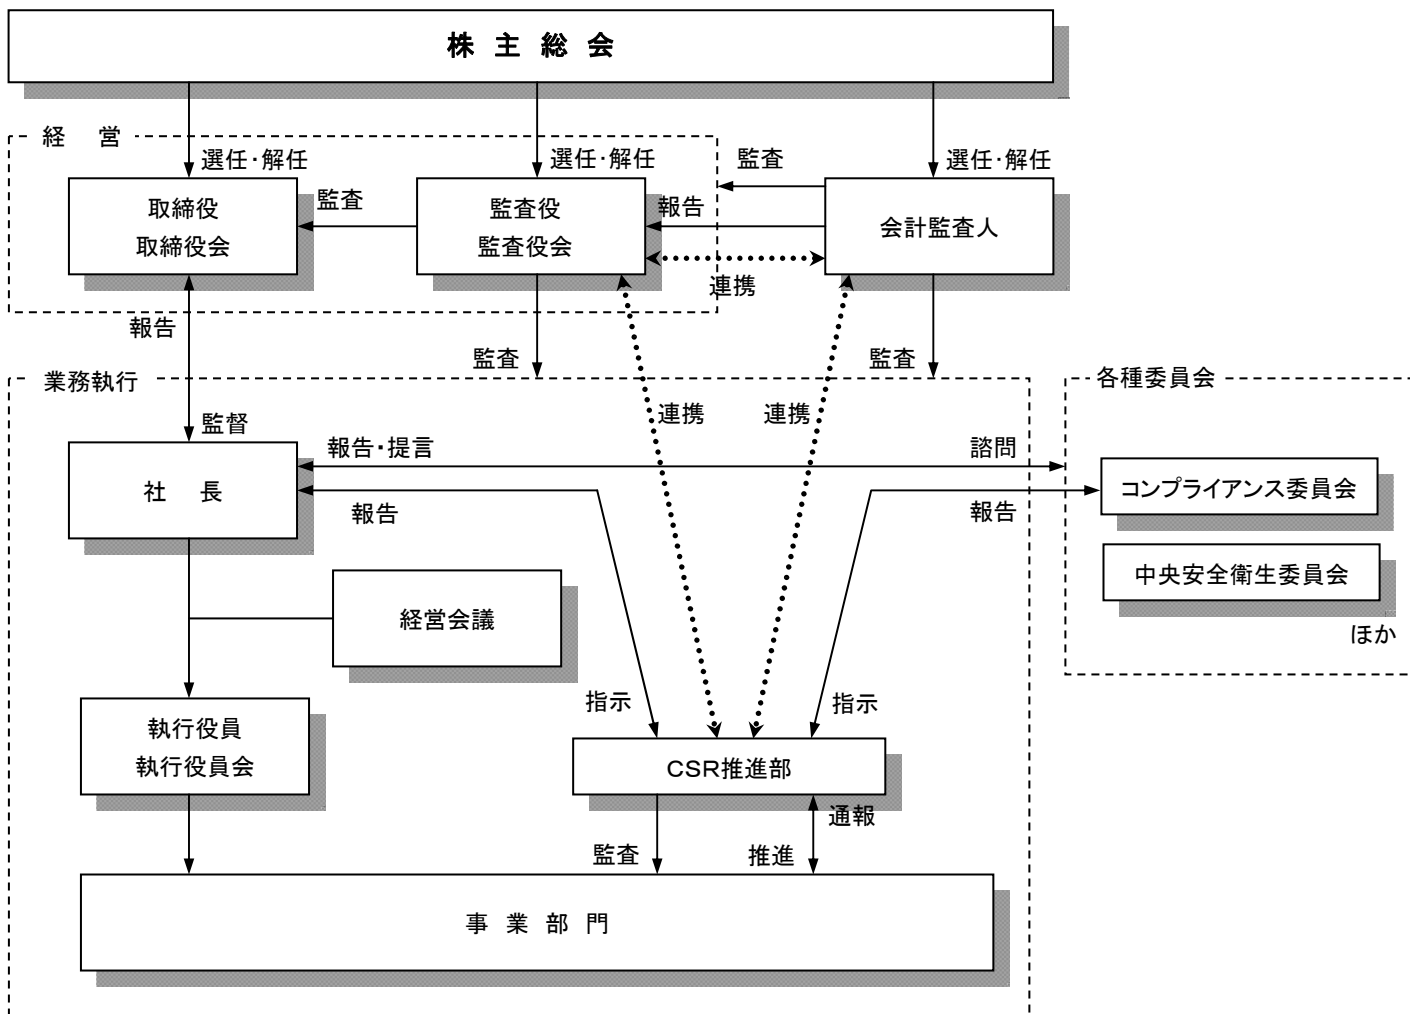 株 主 総 会
経 営
選任・解任
選任・解任
監査
選任・解任
取締役
取締役会
監査
監査役
監査役会
報告
会計監査人
連携
報告
監査
監査
業務執行
各種委員会
監督
連携
連携
報告・提言
諮問
社 長
報告
報告
コンプライアンス委員会
中央安全衛生委員会
ほか
経営会議
指示
指示
執行役員
執行役員会
CSR推進部
通報
監査
推進
事 業 部 門